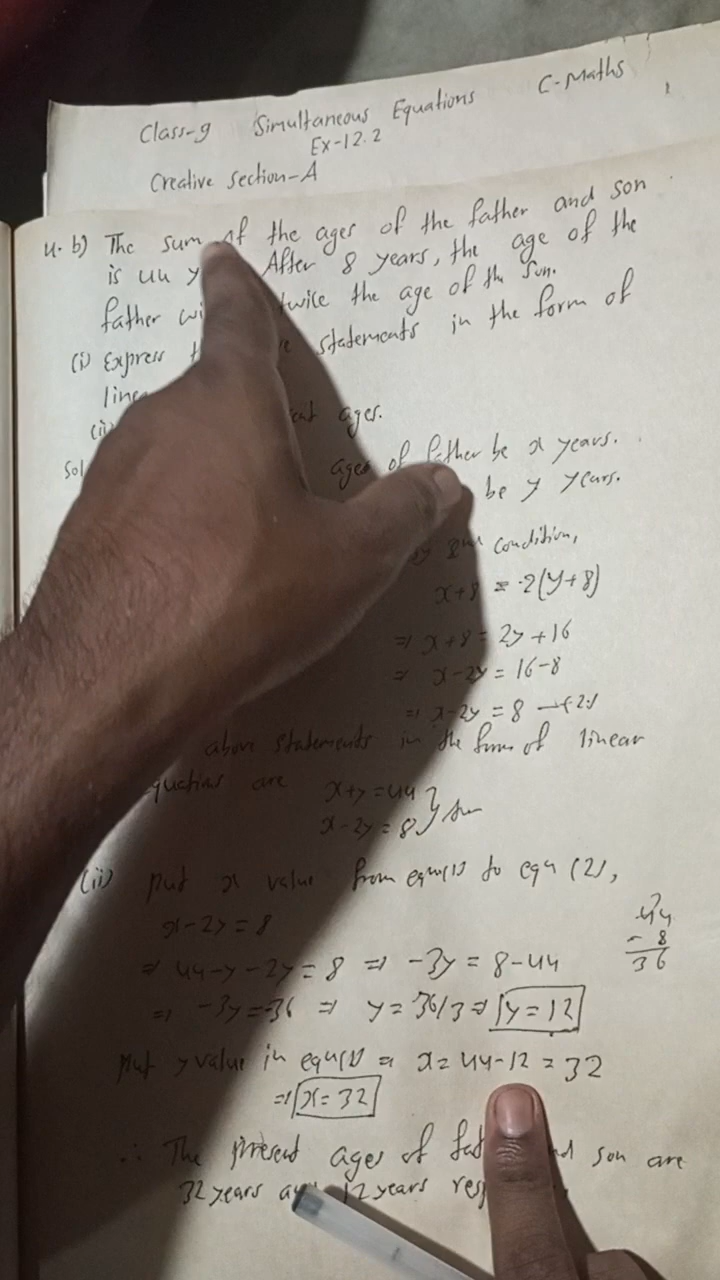 Class-9 Simultaneous Equations C-Maths
Ex-12.2
Creative section-A
4. b) The sum of the ages of the father and son
is 44 After 8 years, the age of the
father twice the age of the son.
(i) Express statements in the form of
(ii) ages.
ages of father be x years.
be y years.
condition,
x+8 = 2(y+8)
⇒ x+8 = 2y+16
⇒ x-2y = 16-8
⇒ x-2y = 8 —(2)
above statements in the form of linear
equations are x+y=44
x-2y=8 } Ans
(ii) put x value from eqn(1) to eqn (2),
x-2y=8
⇒ 44-y-2y=8 ⇒ -3y = 8-44
⇒ -3y=-36 ⇒ y = 36/3 ⇒ y=12
44
- 8
36
put y value in eqn(1) ⇒ x= 44-12 = 32
⇒ x=32
∴ The present ages of son are
32 years 12 years